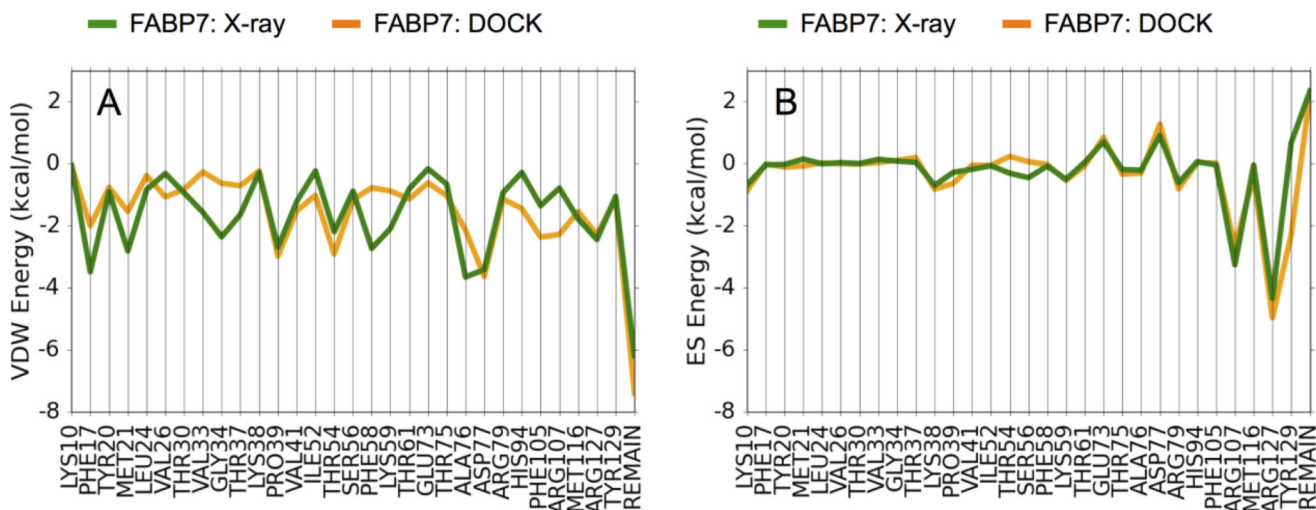 FABP7: X-ray FABP7: DOCK
FABP7: X-ray FABP7: DOCK
A
VDW Energy (kcal/mol)
2
0
-2
-4
-6
-8
LYS10
PHE17
TYR20
MET21
LEU24
VAL26
THR30
VAL33
GLY34
THR37
LYS38
PRO39
VAL41
ILE52
THR54
SER56
PHE58
LYS59
THR61
GLU73
THR75
ALA76
ASP77
ARG79
HIS94
PHE105
ARG107
MET116
ARG127
TYR129
REMAIN
B
ES Energy (kcal/mol)
2
0
-2
-4
-6
-8
LYS10
PHE17
TYR20
MET21
LEU24
VAL26
THR30
VAL33
GLY34
THR37
LYS38
PRO39
VAL41
ILE52
THR54
SER56
PHE58
LYS59
THR61
GLU73
THR75
ALA76
ASP77
ARG79
HIS94
PHE105
ARG107
MET116
ARG127
TYR129
REMAIN